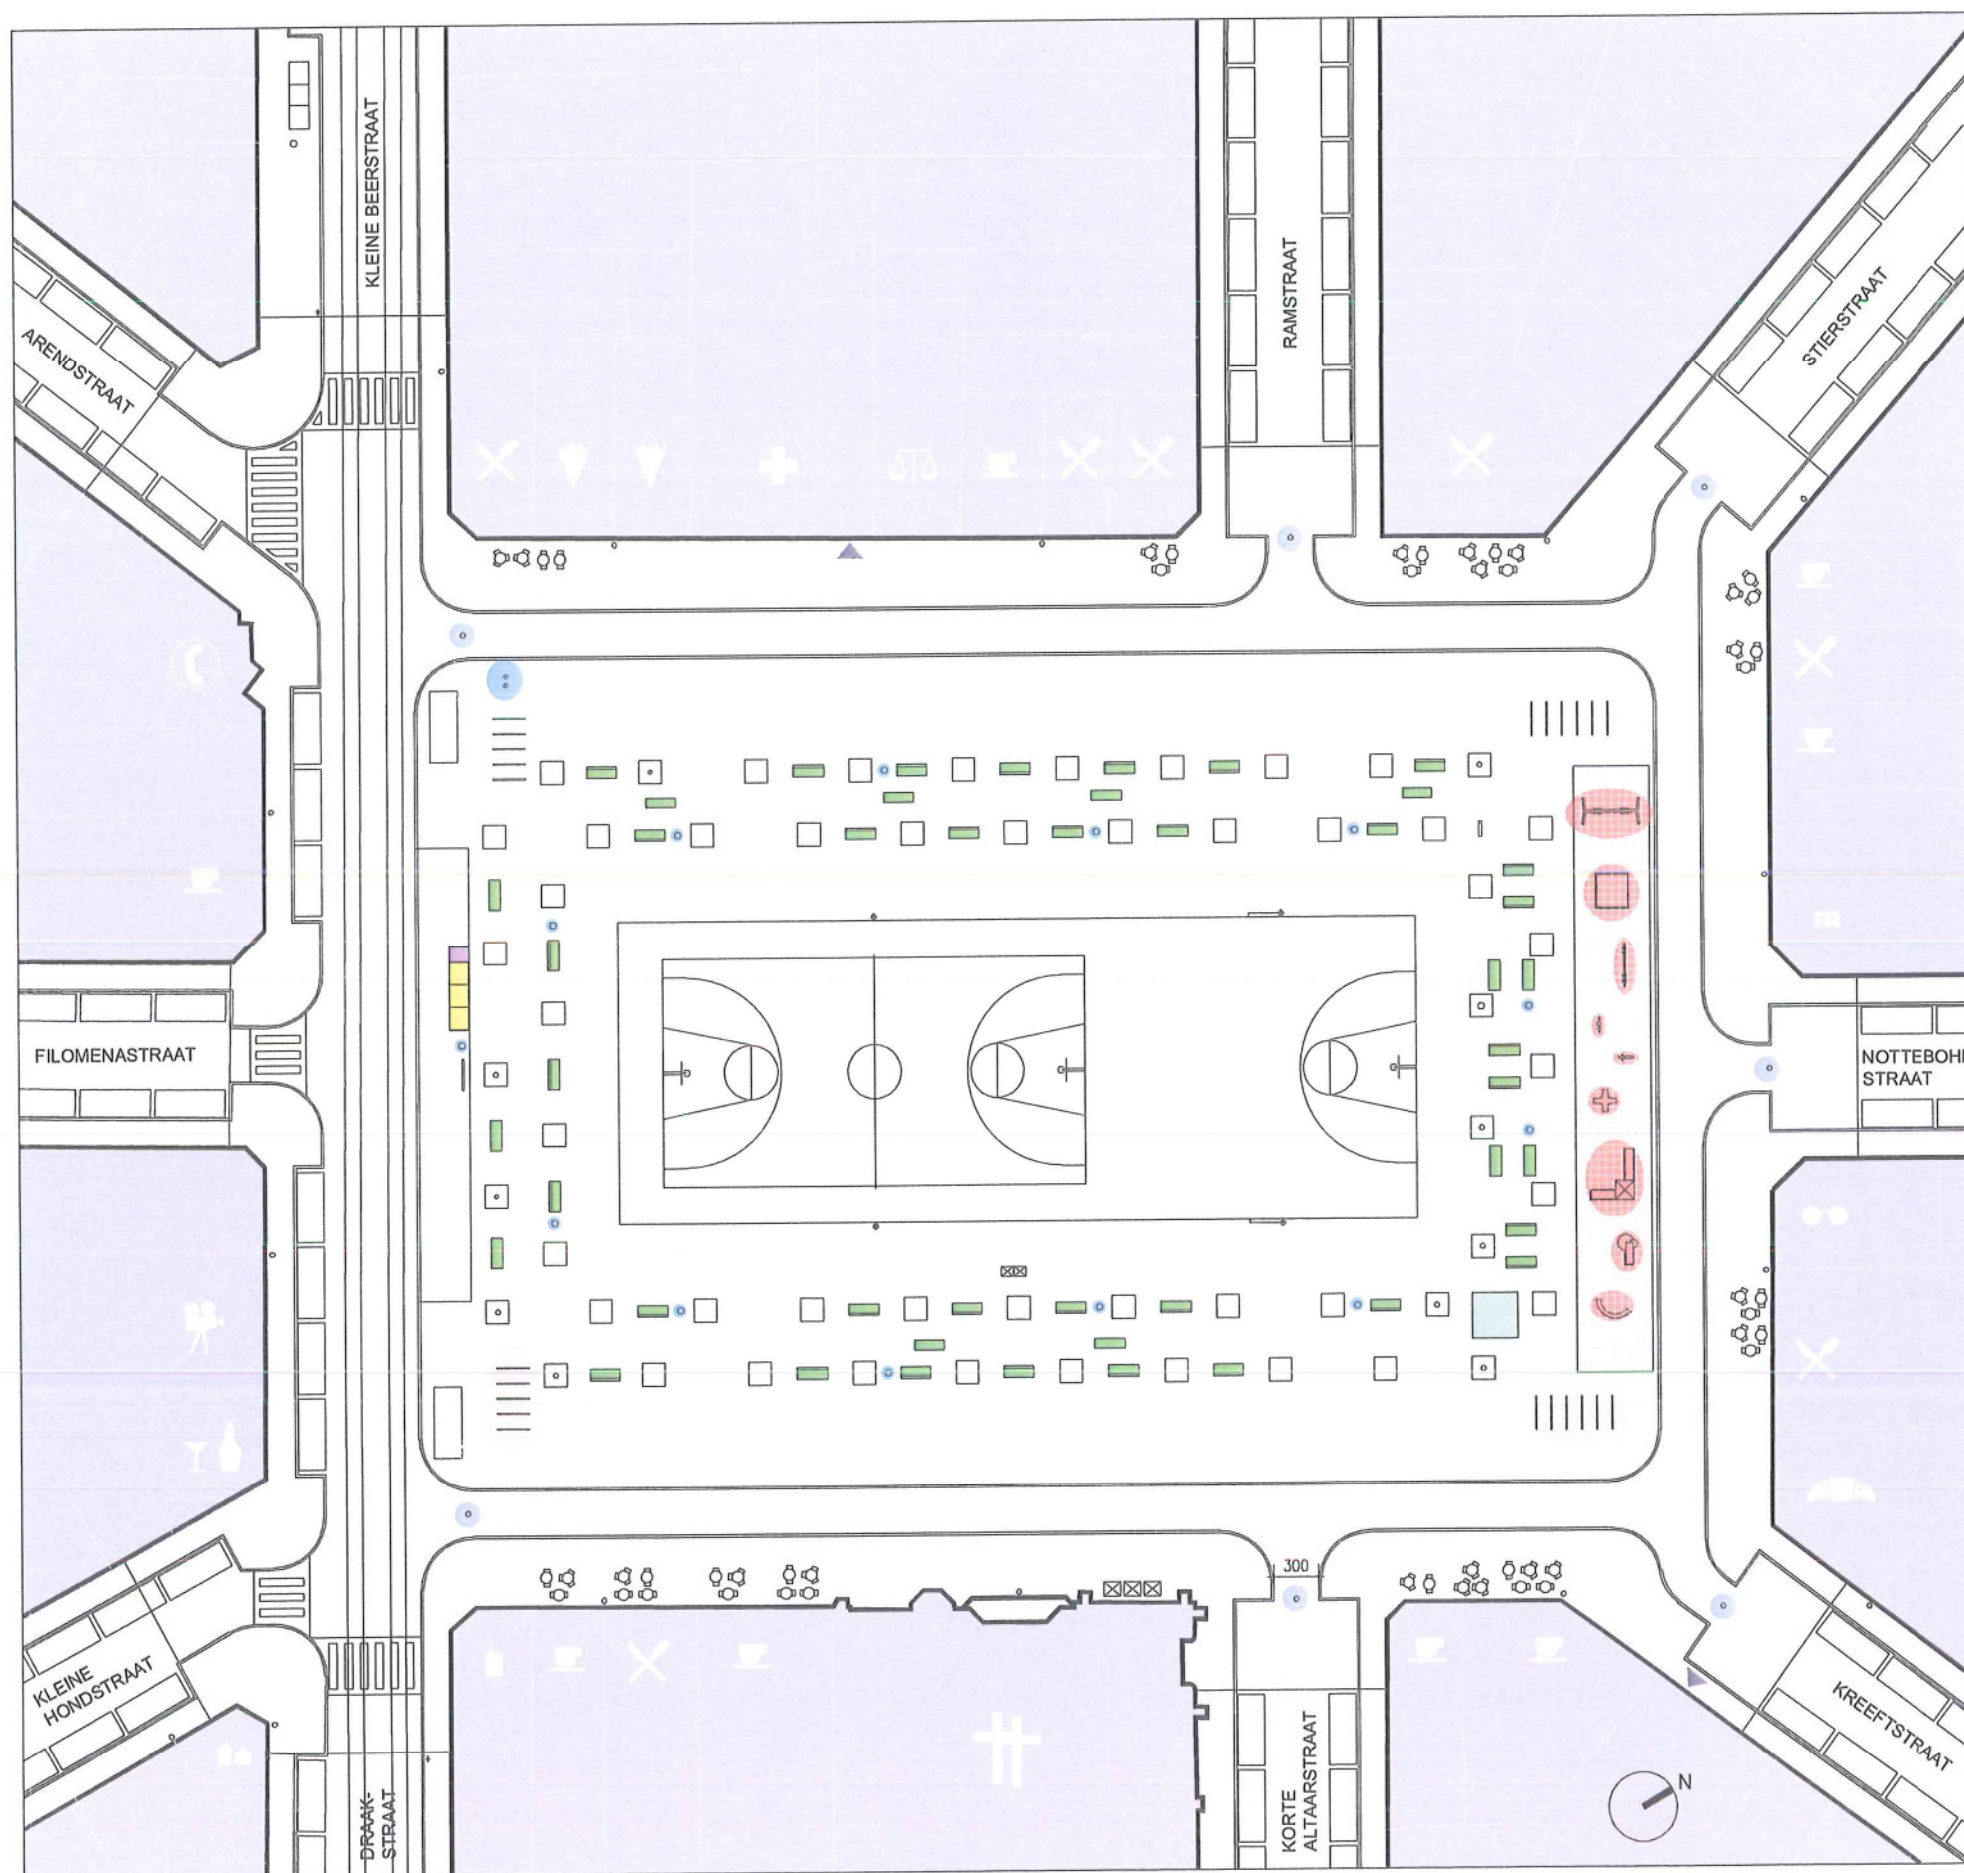 KLEINE BEERSTRAAT
RAMSTRAAT
STIERSTRAAT
ARENDSTRAAT
FILOMENASTRAAT
NOTTEBOH
STRAAT
300
KLEINE
HONDSTRAAT
DRAAK-
STRAAT
KORTE
ALTAARSTRAAT
KREEFTSTRAAT
N